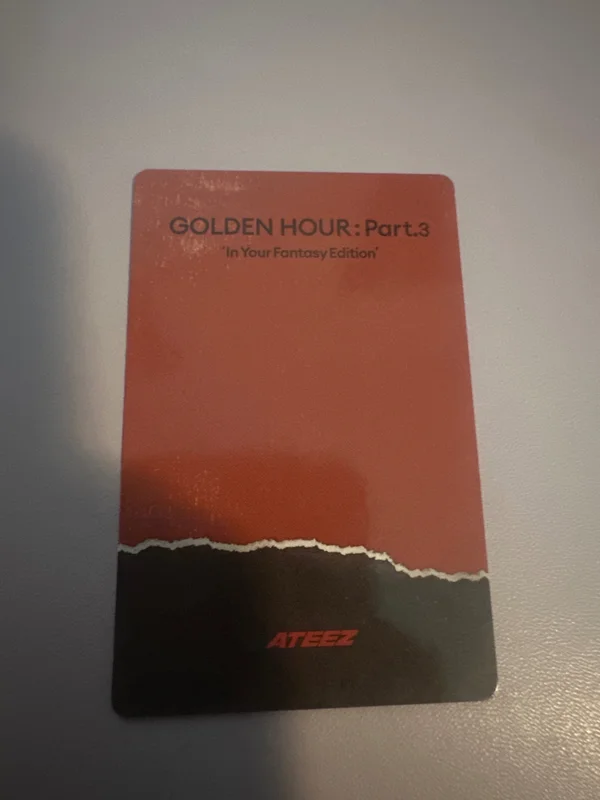 GOLDEN HOUR : Part.3
'In Your Fantasy Edition'
ATEEZ